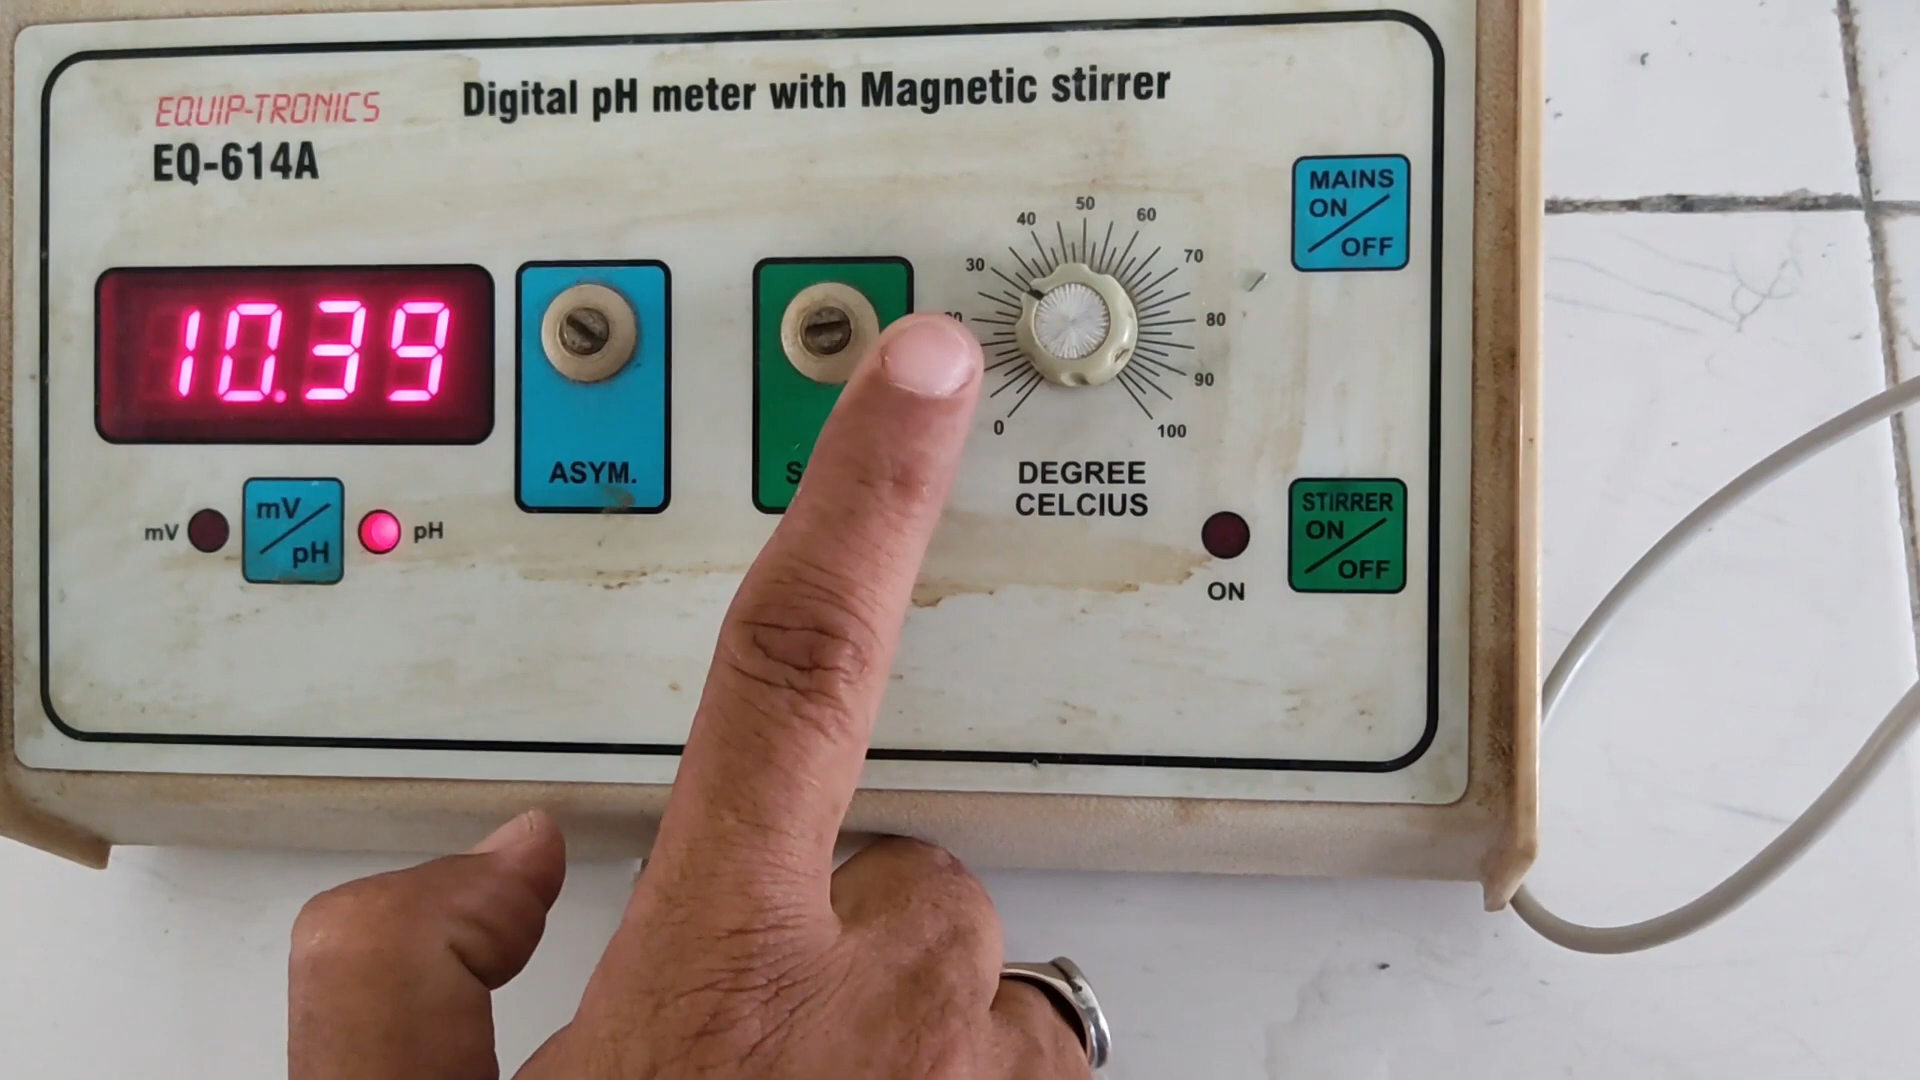 EQUIP-TRONICS
Digital pH meter with Magnetic stirrer
EQ-614A
MAINS
ON
OFF
10.39
0
30
40
50
60
70
80
90
100
ASYM.
DEGREE
CELCIUS
mV
mV
pH
pH
ON
STIRRER
ON
OFF